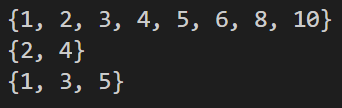 {1, 2, 3, 4, 5, 6, 8, 10}
{2, 4}
{1, 3, 5}